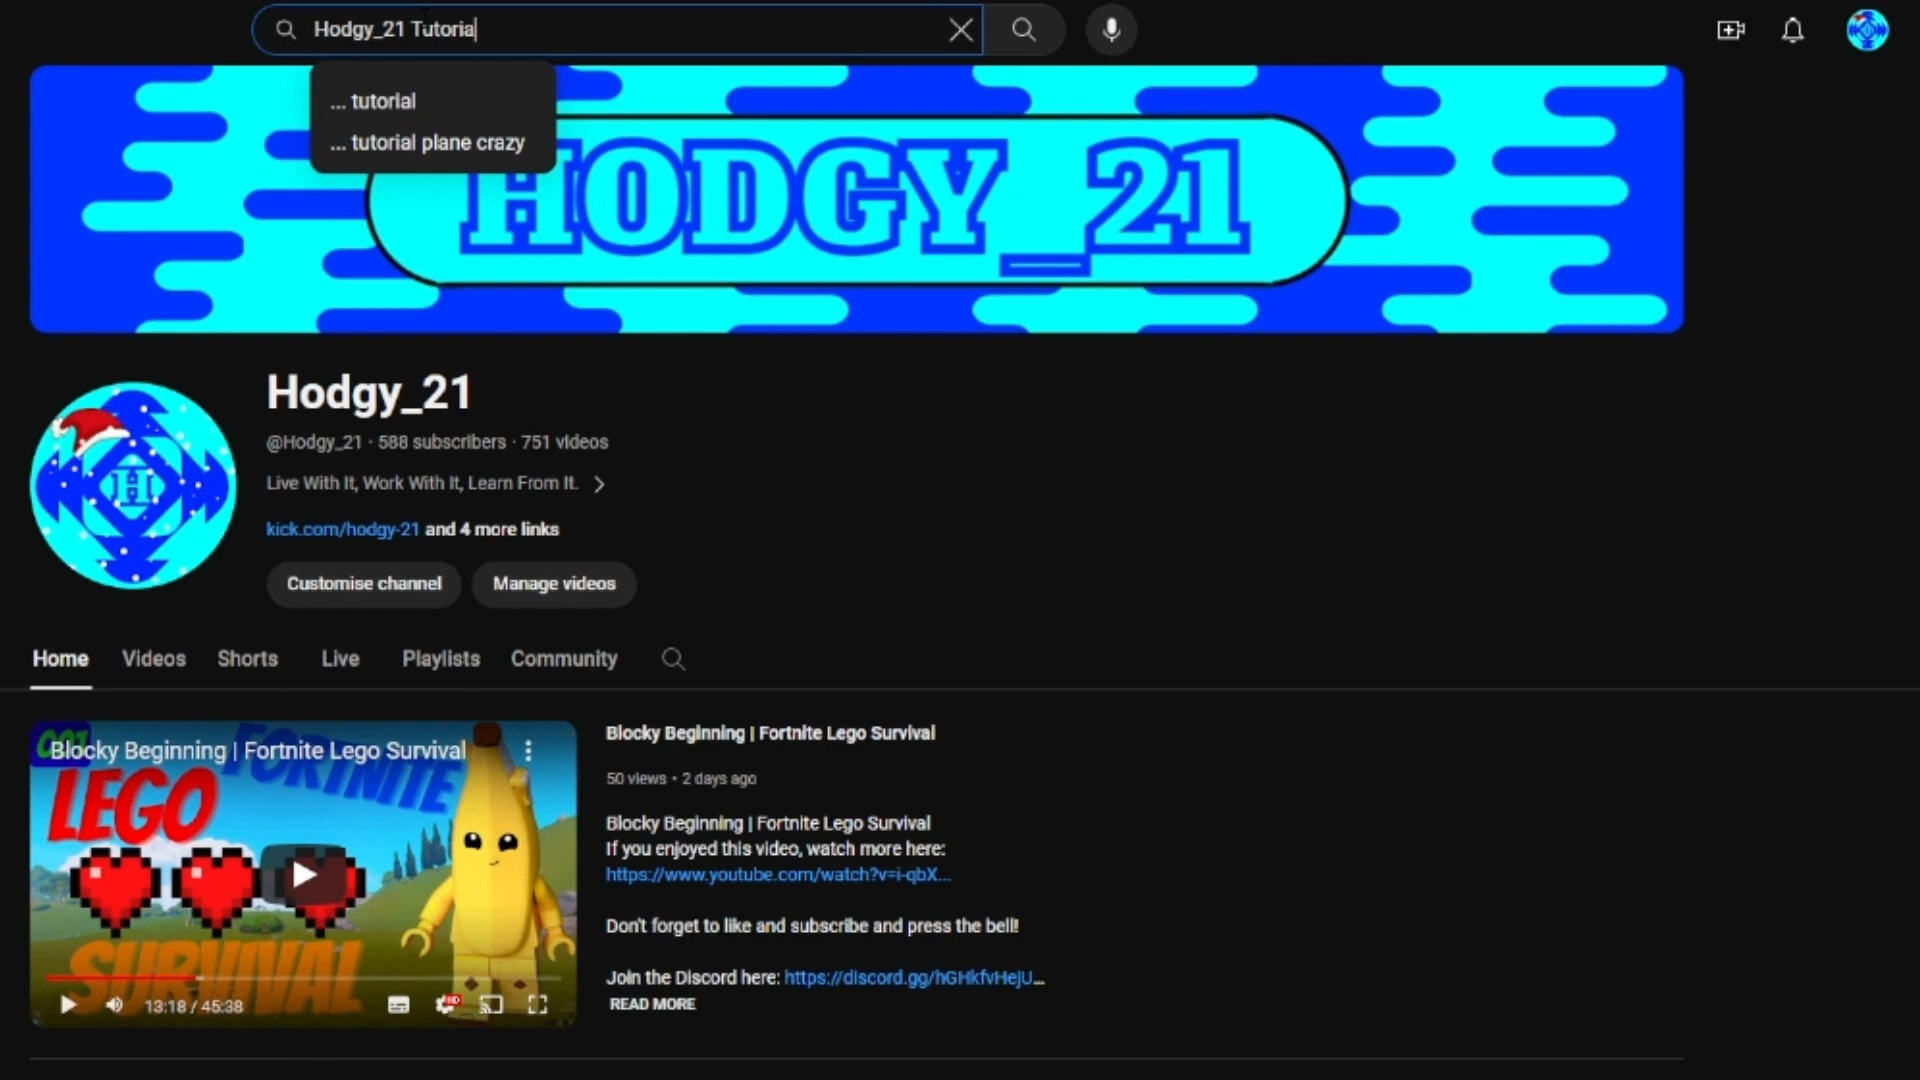 Hodgy_21 Tutoria
... tutorial
... tutorial plane crazy
HODGY_21
H
Hodgy_21
@Hodgy_21 · 588 subscribers · 751 videos
Live With It, Work With It, Learn From It.
kick.com/hodgy-21 and 4 more links
Customise channel
Manage videos
Home
Videos
Shorts
Live
Playlists
Community
001
Blocky Beginning | Fortnite Lego Survival
FORTNITE
LEGO
SURVIVAL
13:18 / 45:38
HD
Blocky Beginning | Fortnite Lego Survival
50 views • 2 days ago
Blocky Beginning | Fortnite Lego Survival
If you enjoyed this video, watch more here:
https://www.youtube.com/watch?v=i-qbX...
Don't forget to like and subscribe and press the bell!
Join the Discord here: https://discord.gg/hGHkfvHeJU...
READ MORE